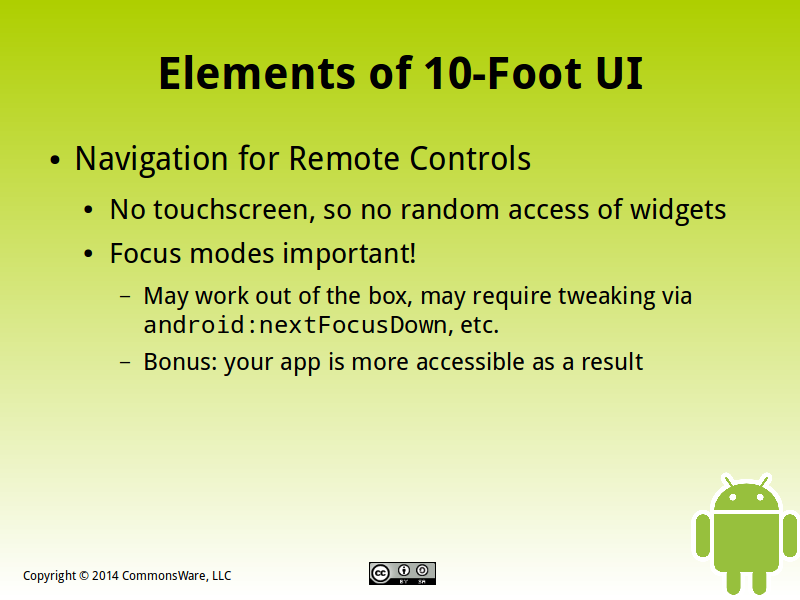 Elements of 10-Foot UI
● Navigation for Remote Controls
● No touchscreen, so no random access of widgets
● Focus modes important!
– May work out of the box, may require tweaking via
android:nextFocusDown, etc.
– Bonus: your app is more accessible as a result
Copyright © 2014 CommonsWare, LLC
cc BY SA